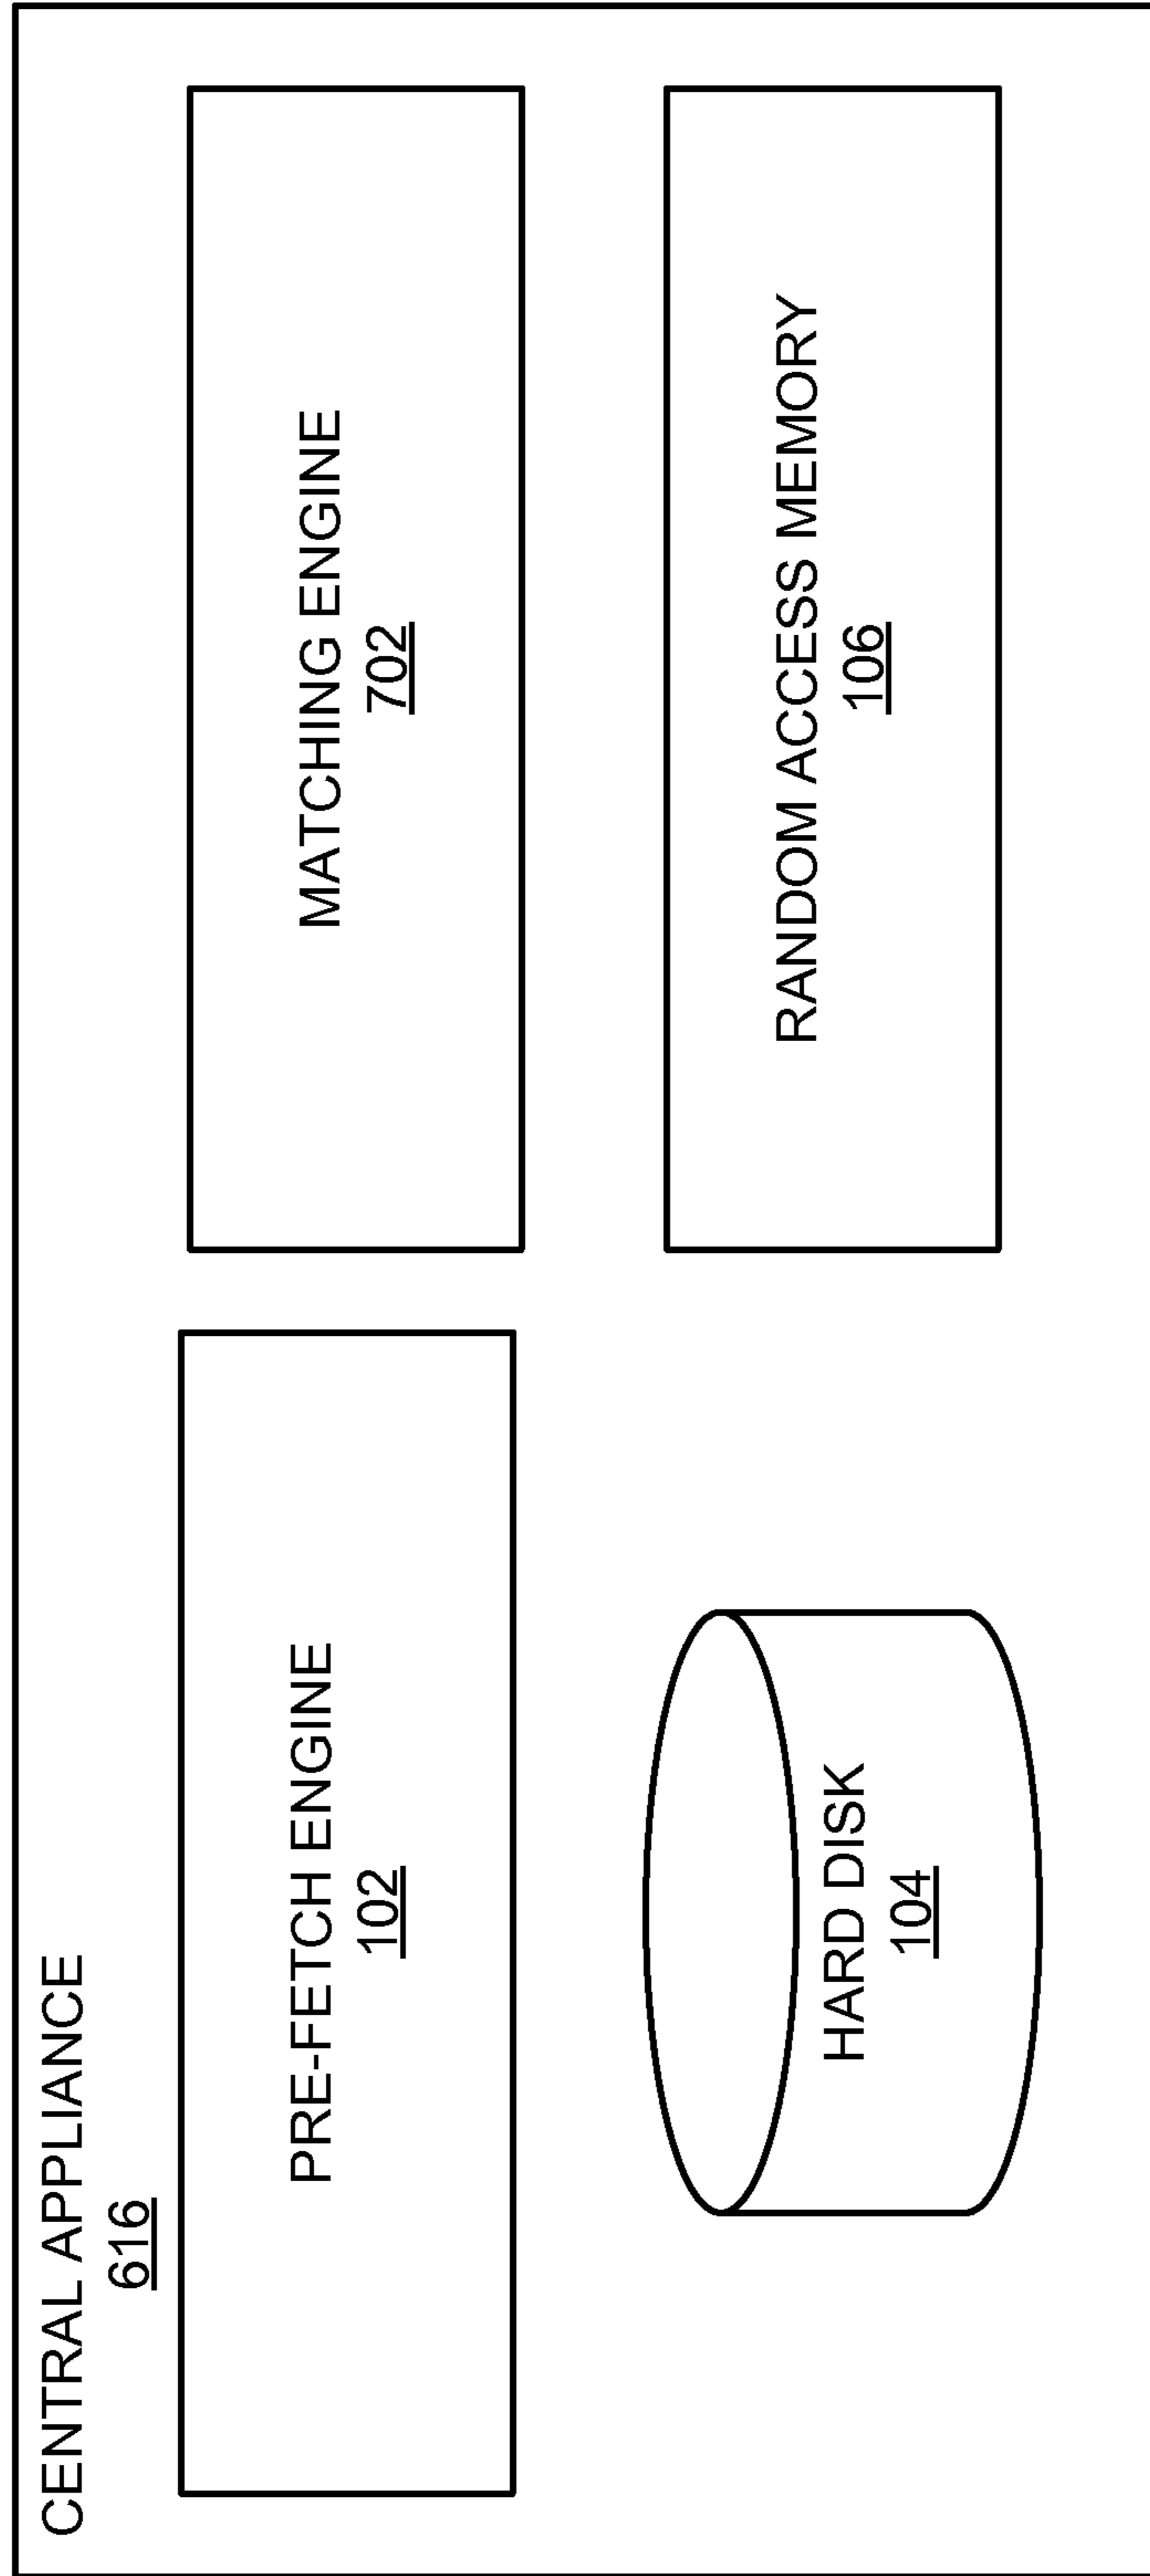 CENTRAL APPLIANCE
616
PRE-FETCH ENGINE
102
MATCHING ENGINE
702
HARD DISK
104
RANDOM ACCESS MEMORY
106